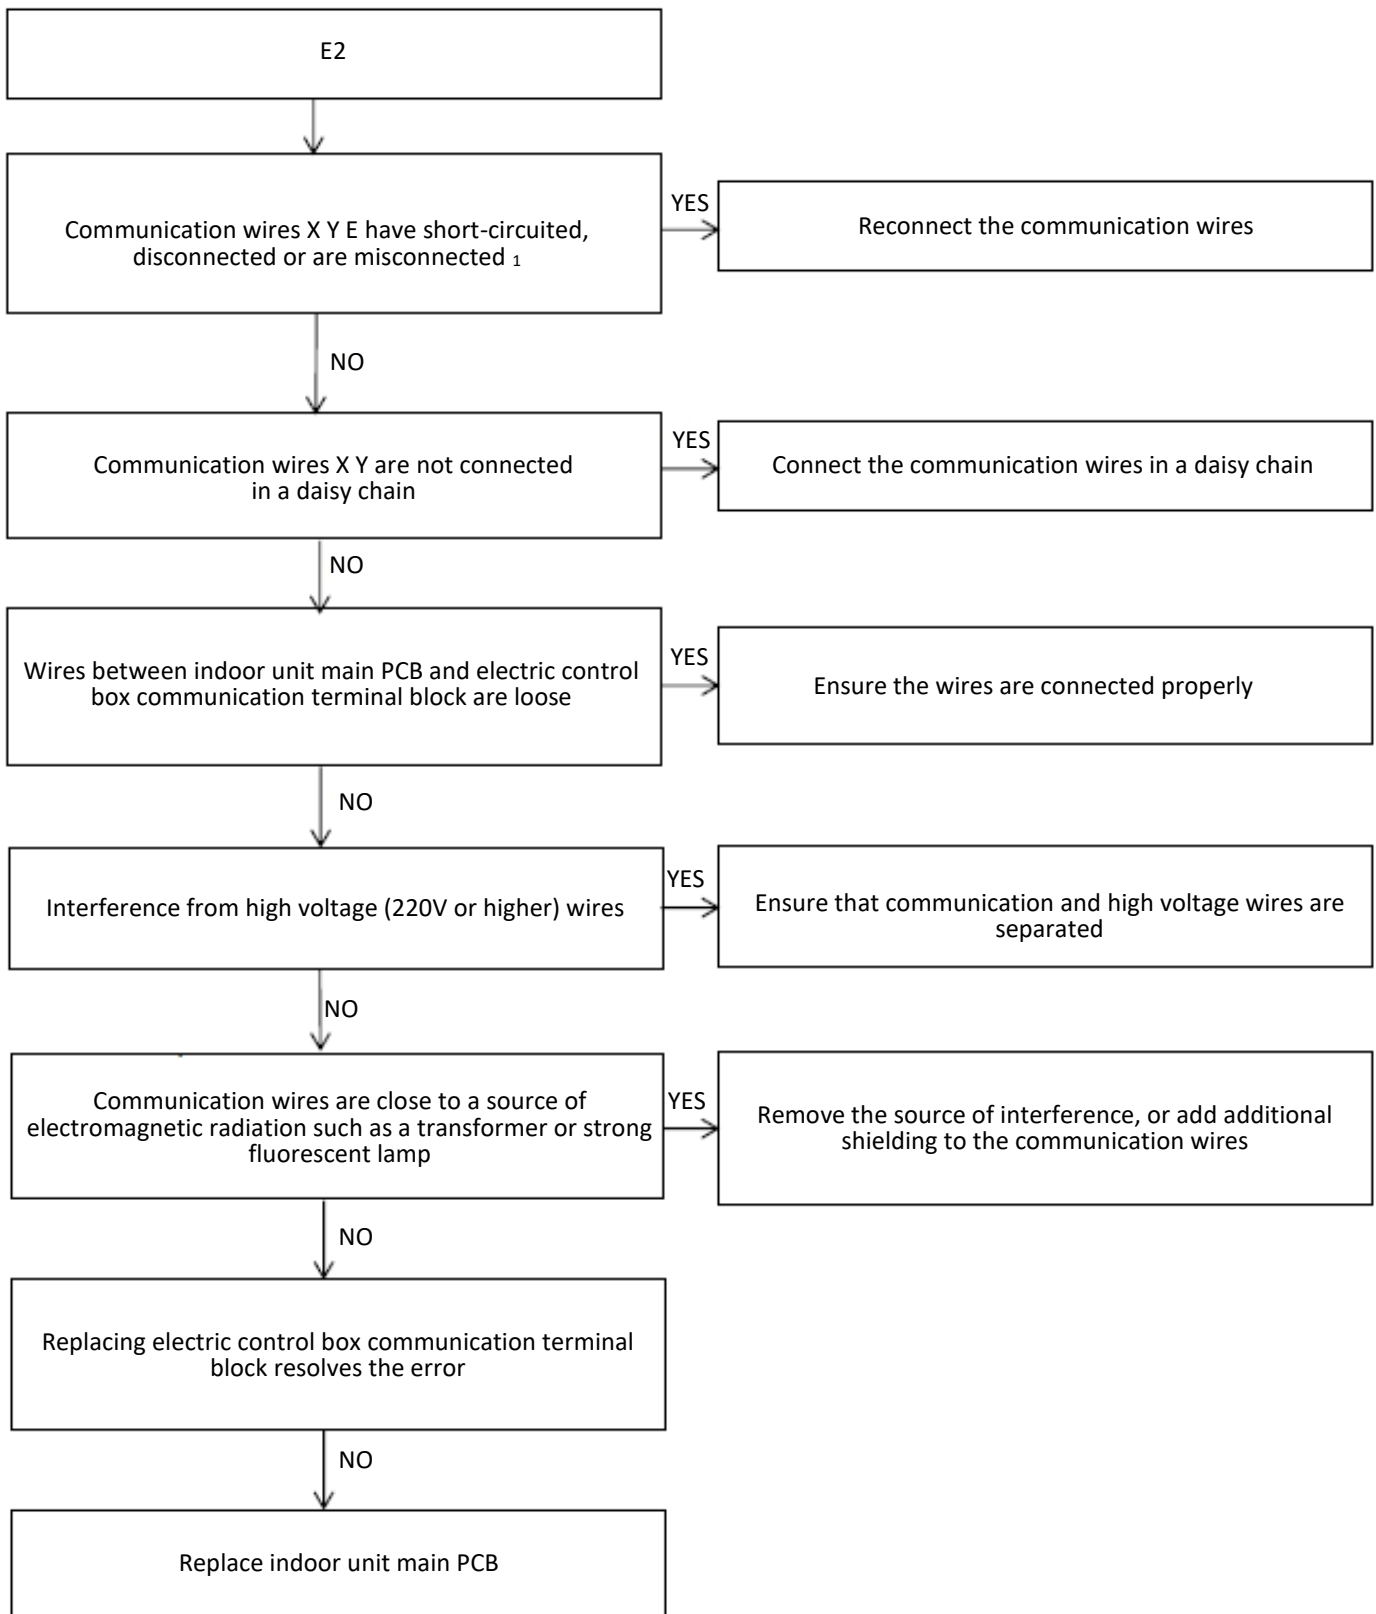 E2
Communication wires X Y E have short-circuited,
disconnected or are misconnected 1
YES
Reconnect the communication wires
NO
Communication wires X Y are not connected
in a daisy chain
YES
Connect the communication wires in a daisy chain
NO
Wires between indoor unit main PCB and electric control
box communication terminal block are loose
YES
Ensure the wires are connected properly
NO
Interference from high voltage (220V or higher) wires
YES
Ensure that communication and high voltage wires are
separated
NO
Communication wires are close to a source of
electromagnetic radiation such as a transformer or strong
fluorescent lamp
YES
Remove the source of interference, or add additional
shielding to the communication wires
NO
Replacing electric control box communication terminal
block resolves the error
NO
Replace indoor unit main PCB